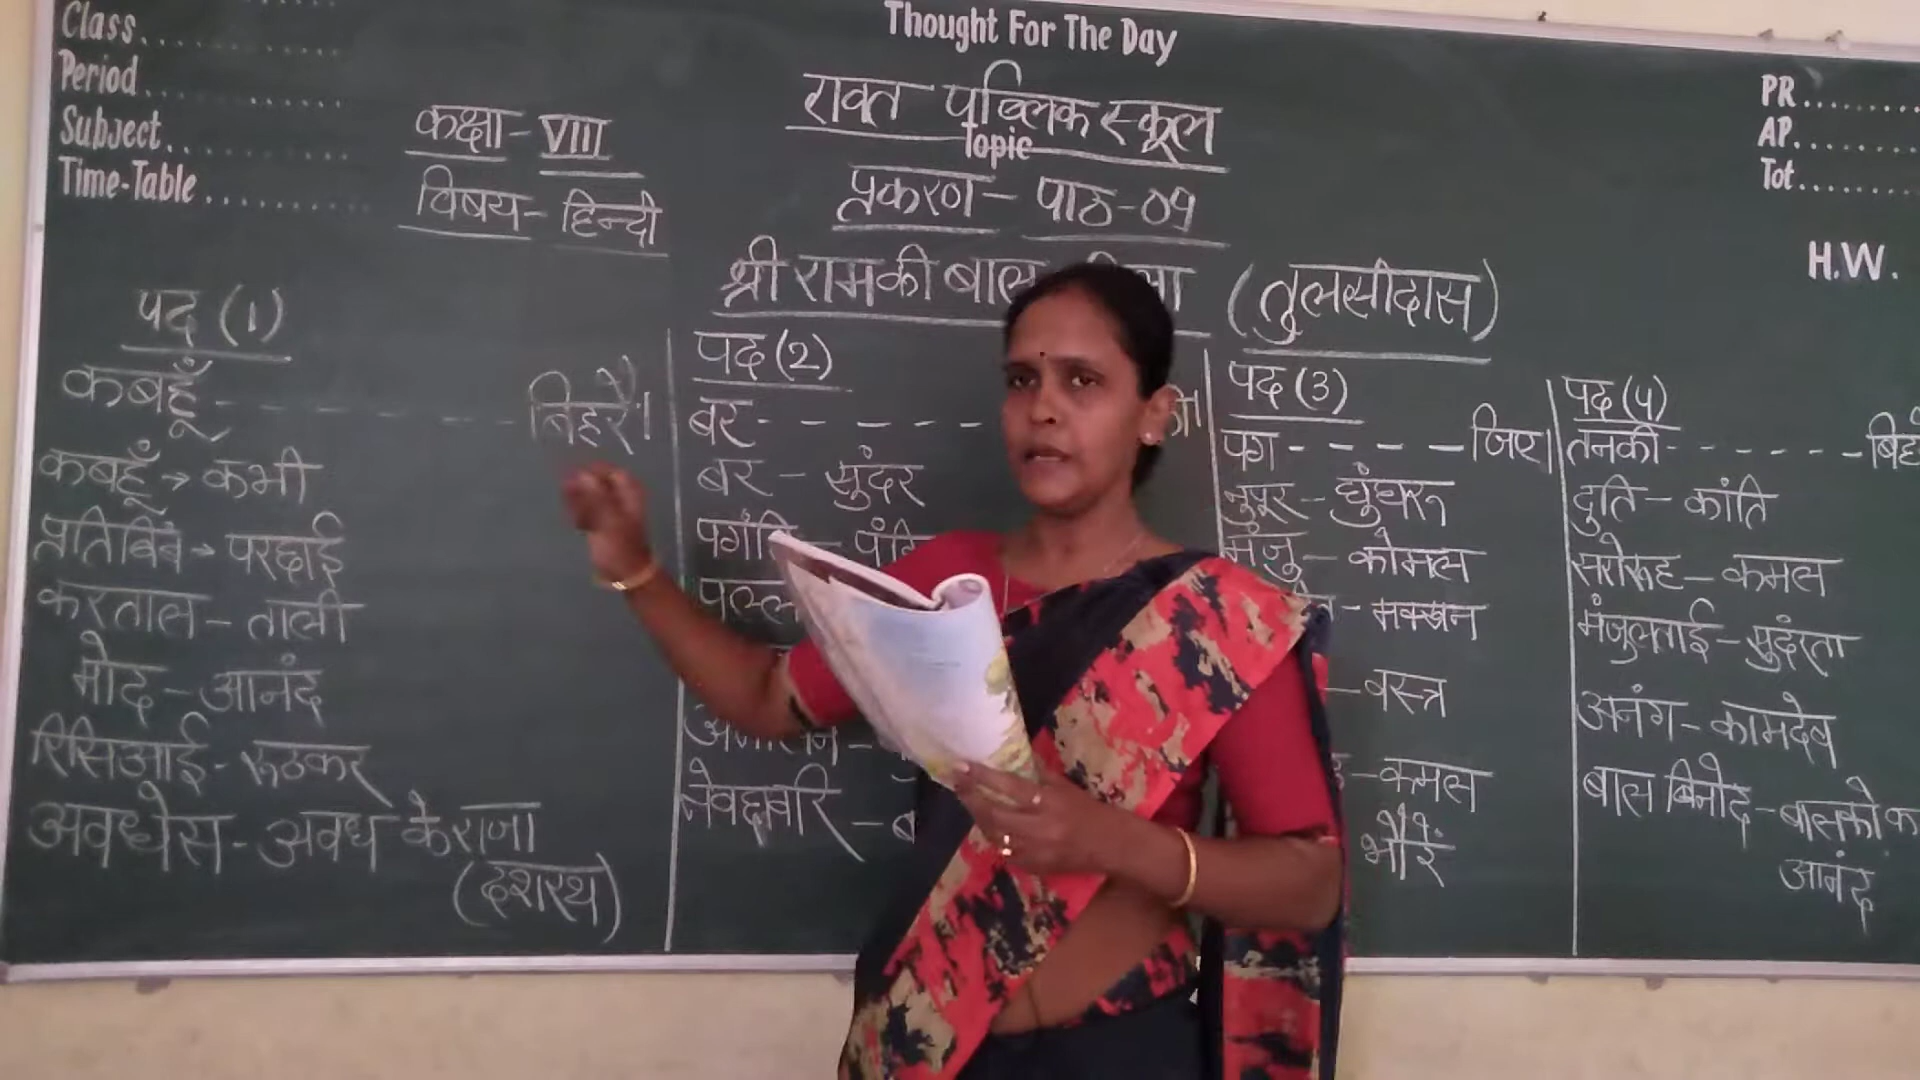 Class............
Period............
Subject............
Time-Table............
Thought For The Day
PR........
AP........
Tot........
H.W.
कक्षा - VIII
विषय - हिन्दी
रावत पब्लिक स्कूल
Topic
प्रकरण - पाठ - 09
श्री राम की बाल
(तुलसीदास)
पद (1)
कबहूँ - - - - - - - - - - बिहरै।
कबहूँ → कभी
प्रतिबिंब → परछाई
करताल - ताली
मोद - आनंद
रिसिआई - रूठकर
अवधेस - अवध के राजा
(दशरथ)
पद (2)
बर - - - - - -
बर - सुंदर
पद (3)
पग - - - - जिए।
नुपूर - घुंघरू
मंजु - कोमल
- मक्खन
- वस्त्र
- कमल
भौंरे
पद (4)
तनकी - - - - - -
दुति - कांति
सरोरूह - कमल
मंजुलताई - सुदंरता
अनंग - कामदेव
बाल बिनोद - बालको
आनंद